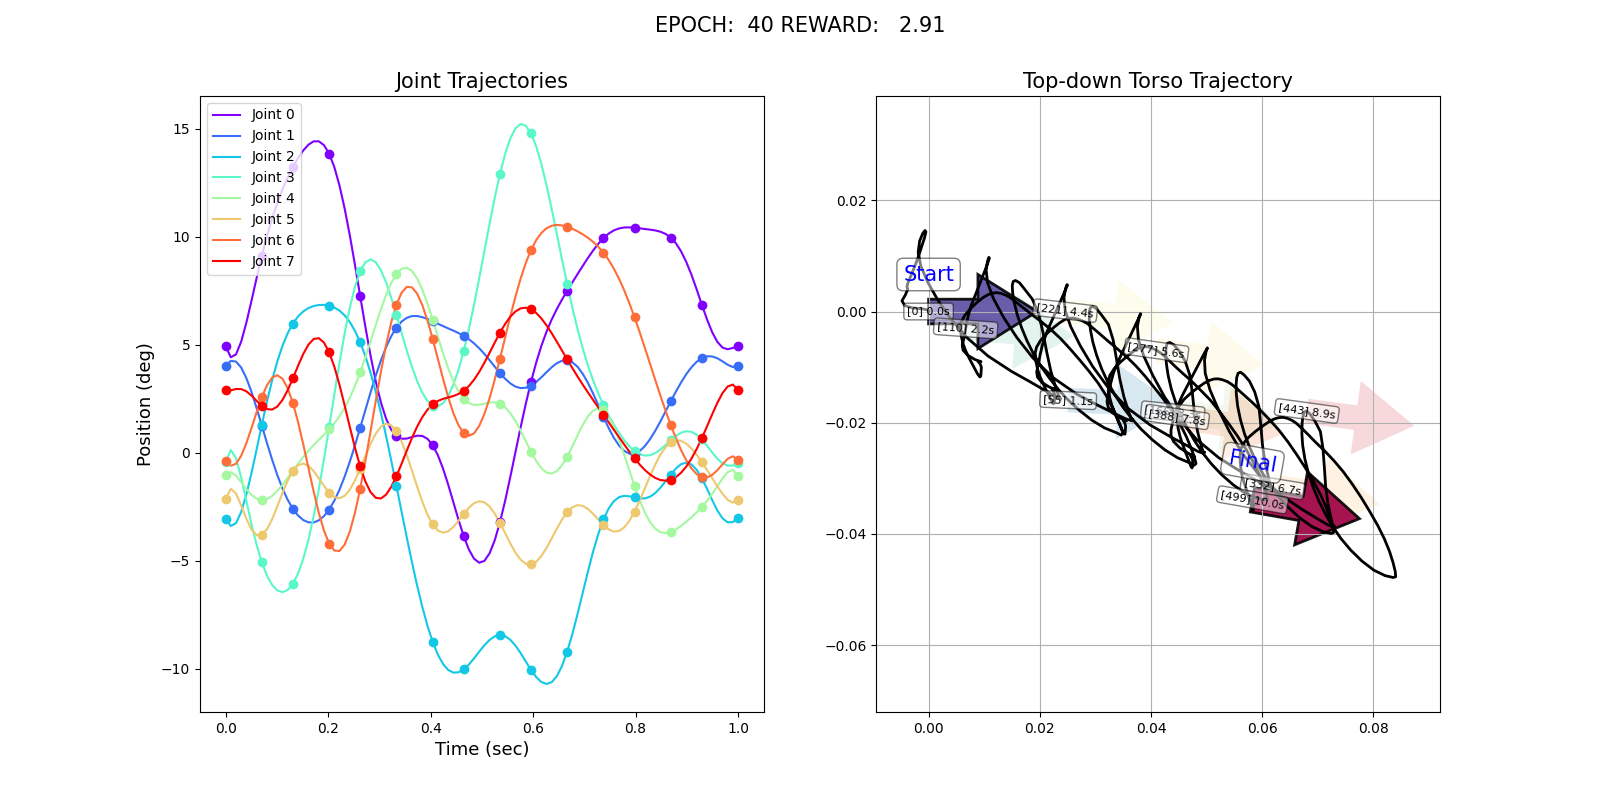 EPOCH:  40 REWARD:   2.91
Joint Trajectories
Position (deg)
15
10
5
0
−5
−10
Joint 0
Joint 1
Joint 2
Joint 3
Joint 4
Joint 5
Joint 6
Joint 7
0.0 0.2 0.4 0.6 0.8 1.0
Time (sec)
Top-down Torso Trajectory
0.02
0.00
−0.02
−0.04
−0.06
Start
[0] 0.0s
[110] 2.2s
[221] 4.4s
[277] 5.6s
[55] 1.1s
[388] 7.8s
[443] 8.9s
Final
[332] 6.7s
[499] 10.0s
0.00 0.02 0.04 0.06 0.08